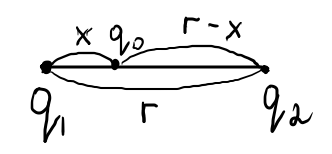 x q₀ r-x
q₁ r q₂